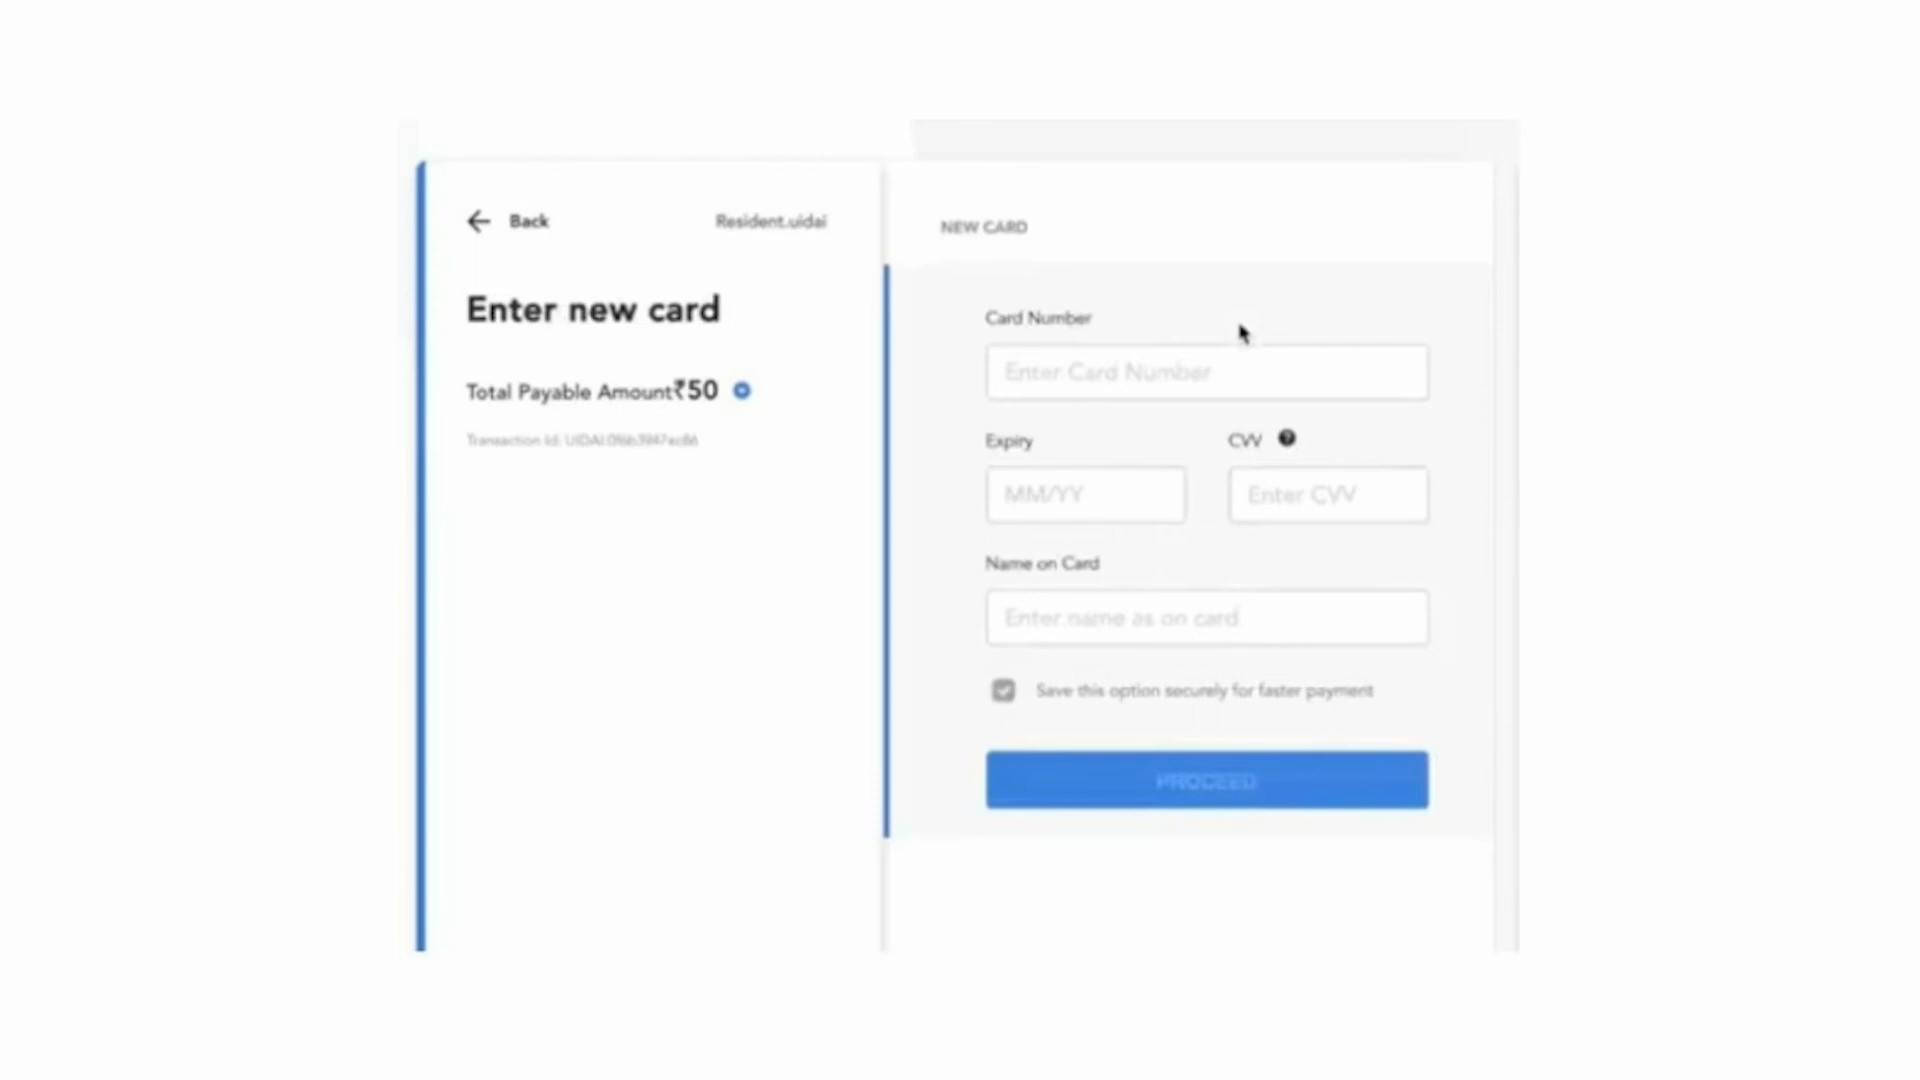 Back
Resident.uidai
Enter new card
Total Payable Amount₹50
Transaction Id:
NEW CARD
Card Number
Enter Card Number
Expiry
CVV ?
MM/YY
Enter CVV
Name on Card
Enter name as on card
Save this option securely for faster payment
PROCEED